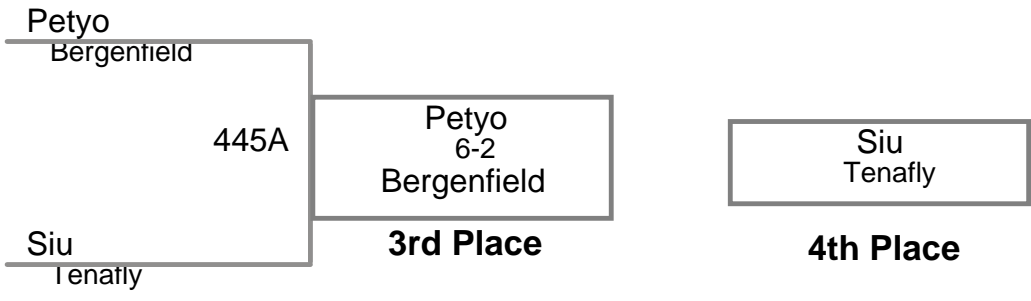 Petyo
Bergenfield
445A
Siu
Tenafly
Petyo
6-2
Bergenfield
3rd Place
Siu
Tenafly
4th Place